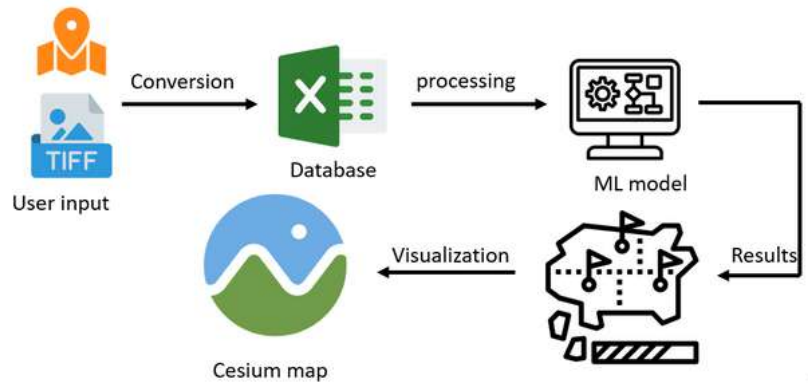 Conversion
processing
X
TIFF
Database
ML model
User input
Visualization
Results
Cesium map